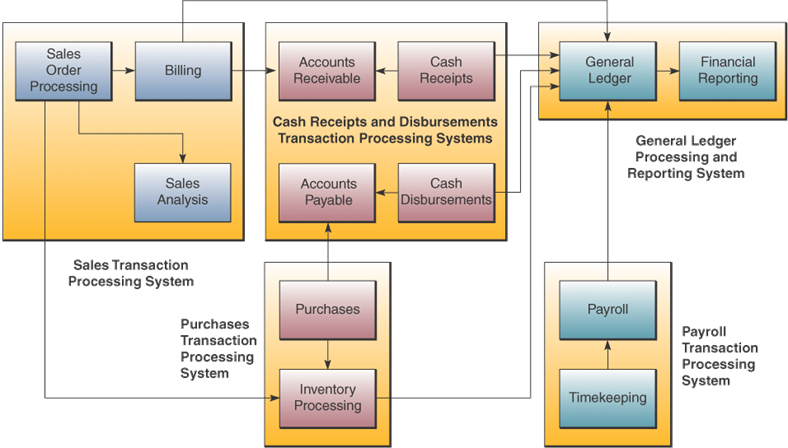 Sales
Order
Processing
Billing
Accounts
Receivable
Cash
Receipts
General
Ledger
Financial
Reporting
Cash Receipts and Disbursements
Transaction Processing Systems
General Ledger
Processing and
Reporting System
Sales
Analysis
Accounts
Payable
Cash
Disbursements
Sales Transaction
Processing System
Purchases
Transaction
Processing
System
Purchases
Inventory
Processing
Payroll
Timekeeping
Payroll
Transaction
Processing
System